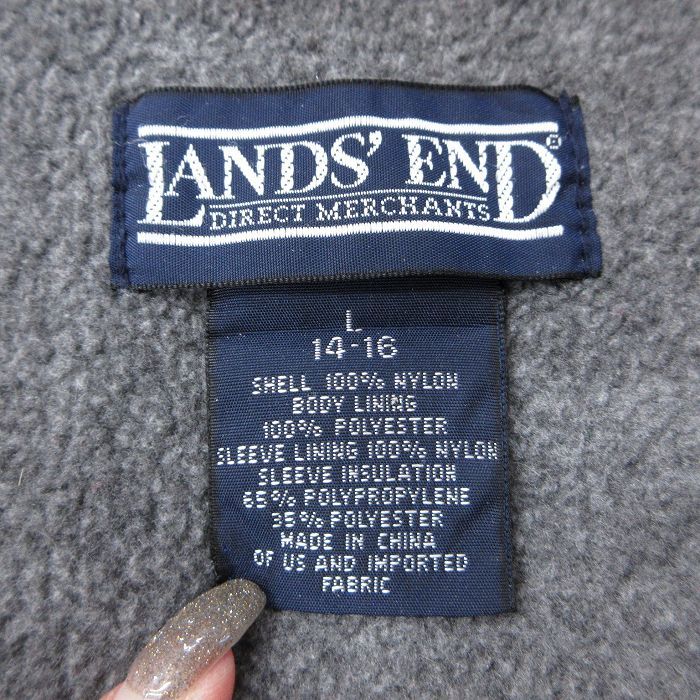 LANDS' END®
DIRECT MERCHANTS
L
14-16
SHELL 100% NYLON
BODY LINING
100% POLYESTER
SLEEVE LINING 100% NYLON
SLEEVE INSULATION
65% POLYPROPYLENE
35% POLYESTER
MADE IN CHINA
OF US AND IMPORTED
FABRIC